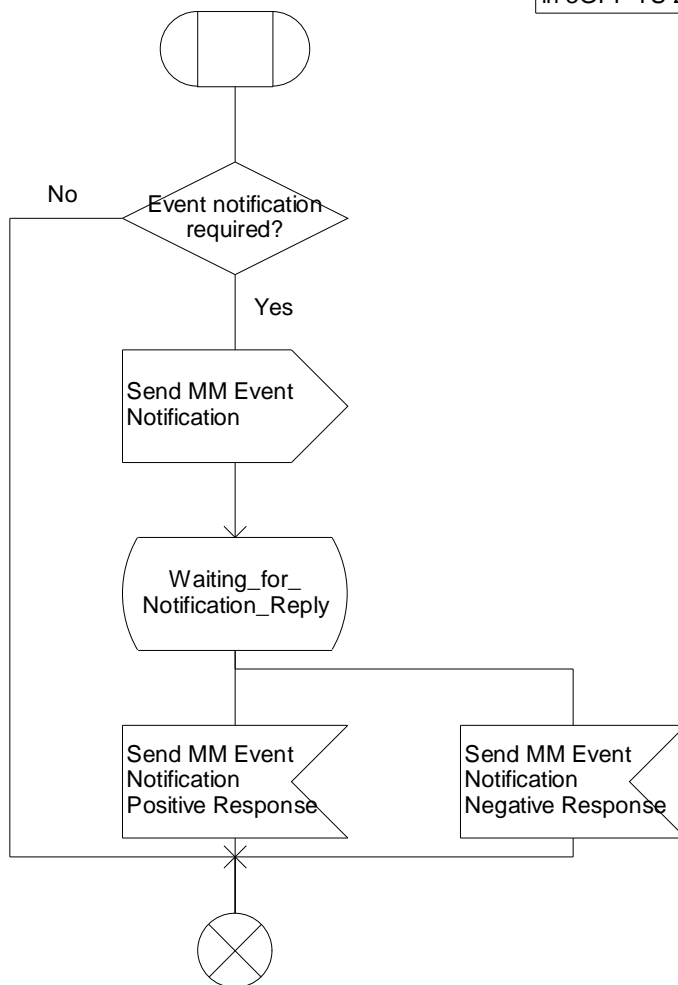 No
Event notification
required?
Yes
Send MM Event
Notification
Waiting_for_
Notification_Reply
Send MM Event
Notification
Positive Response
Send MM Event
Notification
Negative Response